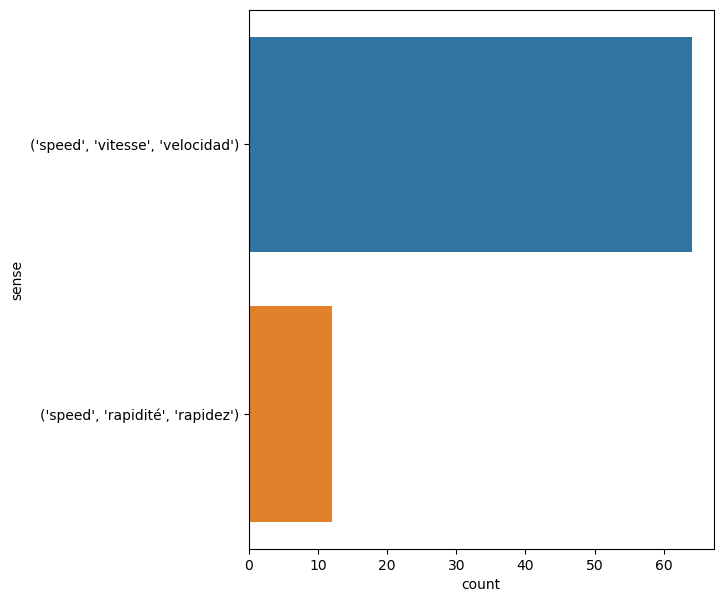 ('speed', 'vitesse', 'velocidad')
sense
('speed', 'rapidité', 'rapidez')
0 10 20 30 40 50 60
count